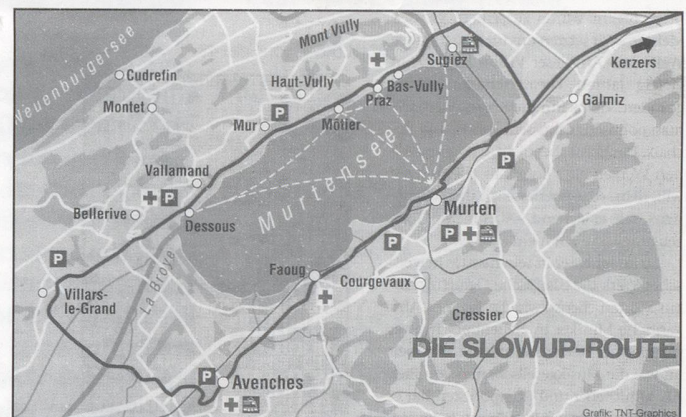 Neuenburgersee
Mont Vully
Sugiez
Kerzers
Cudrefin
Haut-Vully
Bas-Vully
Praz
Galmiz
Montet
P
Mur
Môtier
Murtensee
Vallamand
P
P
Bellerive
Dessous
Murten
P
P
P
La Broye
Faoug
Courgevaux
Villars-
le-Grand
Cressier
DIE SLOWUP-ROUTE
P
Avenches
Grafik: TNT-Graphics